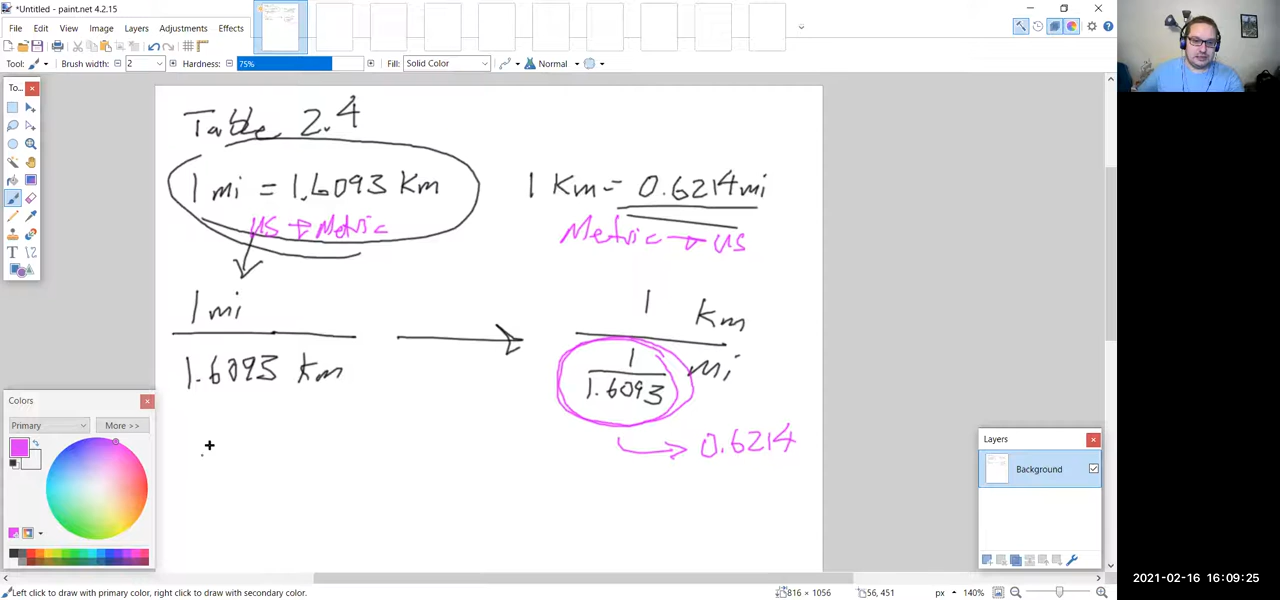 *Untitled - paint.net 4.2.15
File Edit View Image Layers Adjustments Effects
Tool: Brush width: 2 Hardness: 75% Fill: Solid Color Normal
To...
Table 2.4
1 mi = 1.6093 Km
1 Km = 0.6214 mi
US → Metric
Metric → US
1 mi
1.6093 Km
1 Km
1
1.6093
mi
0.6214
Colors
Primary
More >>
Layers
Background
Left click to draw with primary color, right click to draw with secondary color.
816 × 1056
56, 451
px
140%
2021-02-16 16:09:25